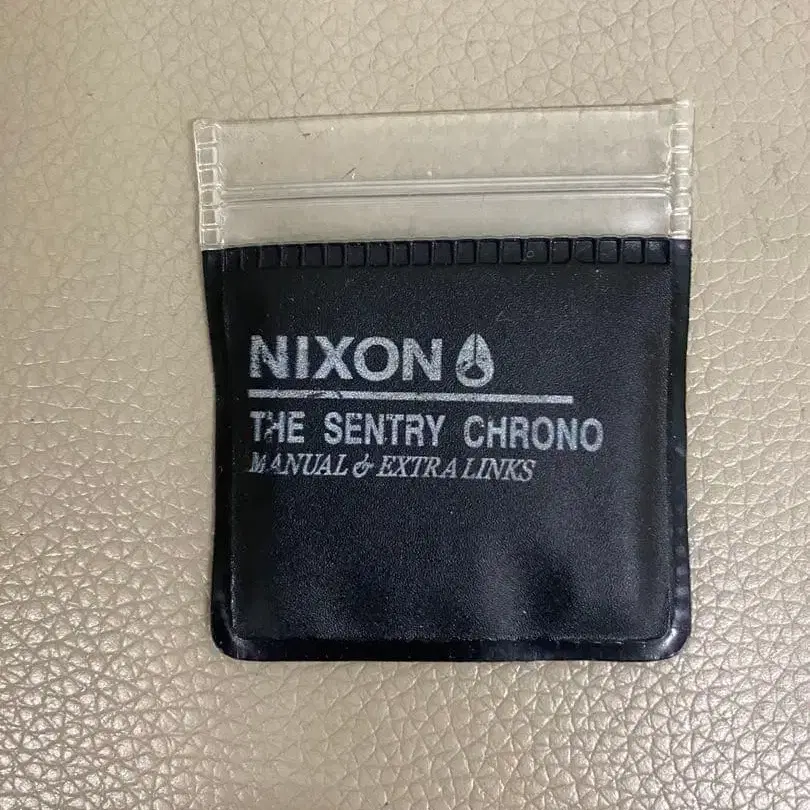 NIXON
THE SENTRY CHRONO
MANUAL & EXTRA LINKS